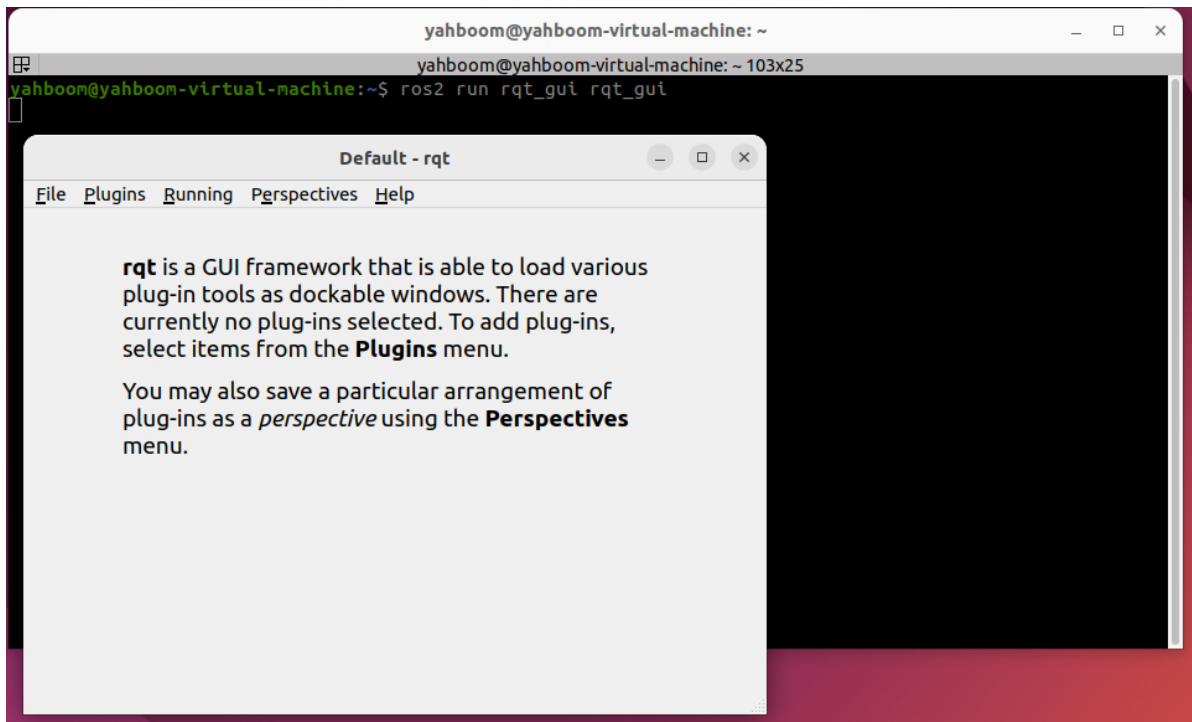 yahboom@yahboom-virtual-machine: ~
yahboom@yahboom-virtual-machine: ~ 103x25
yahboom@yahboom-virtual-machine:~$ ros2 run rqt_gui rqt_gui
Default - rqt
File Plugins Running Perspectives Help
rqt is a GUI framework that is able to load various
plug-in tools as dockable windows. There are
currently no plug-ins selected. To add plug-ins,
select items from the Plugins menu.
You may also save a particular arrangement of
plug-ins as a perspective using the Perspectives
menu.